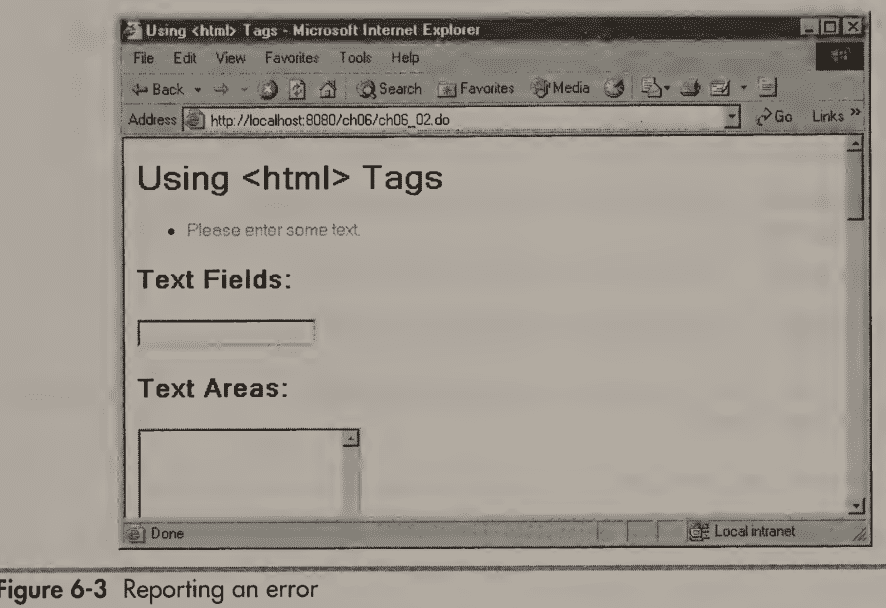 Using <html> Tags - Microsoft Internet Explorer
File Edit View Favorites Tools Help
Back Search Favorites Media
Address http://localhost:8080/ch06/ch06_02.do Go Links »
Using <html> Tags
• Please enter some text.
Text Fields:
Text Areas:
Done Local intranet
Figure 6-3 Reporting an error